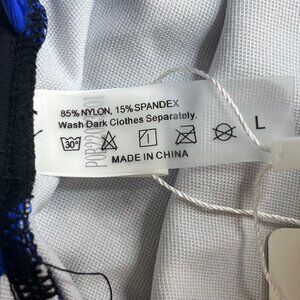 85% NYLON, 15% SPANDEX
Wash Dark Clothes Separately.
30°
L
MADE IN CHINA